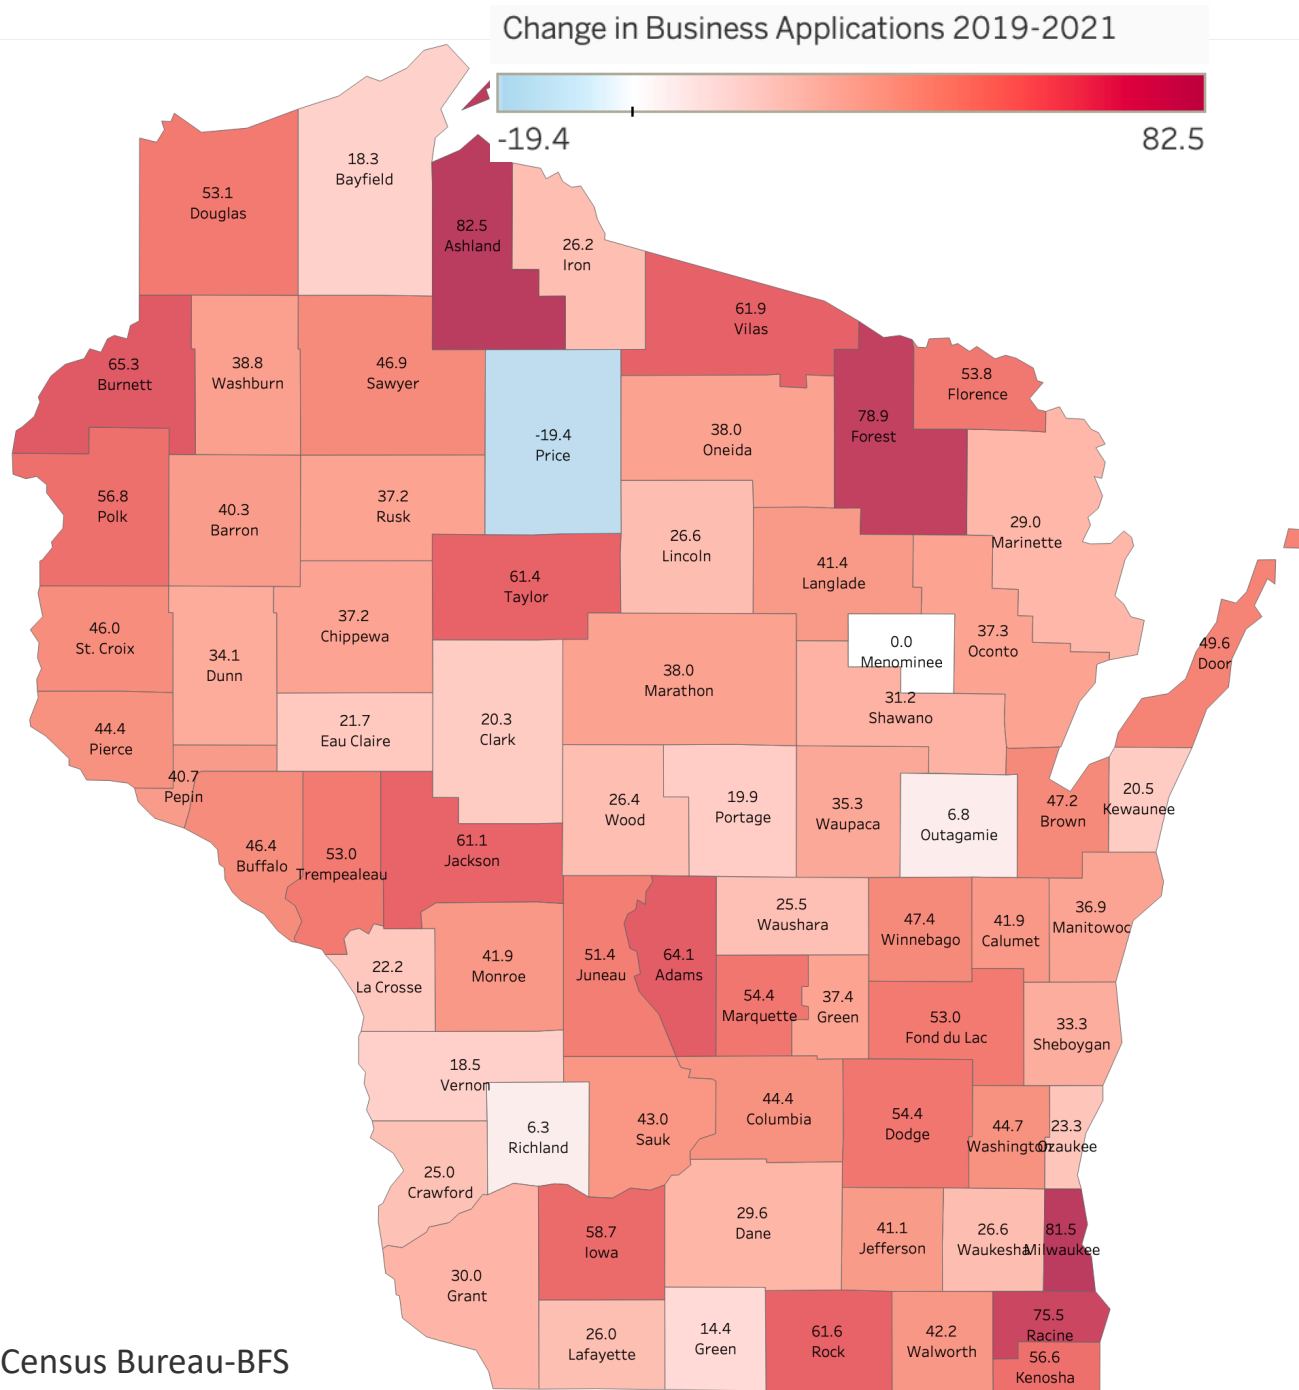 Change in Business Applications 2019-2021
-19.4
82.5
18.3
Bayfield
53.1
Douglas
82.5
Ashland
26.2
Iron
61.9
Vilas
65.3
Burnett
38.8
Washburn
46.9
Sawyer
53.8
Florence
78.9
Forest
-19.4
Price
38.0
Oneida
56.8
Polk
40.3
Barron
37.2
Rusk
29.0
Marinette
26.6
Lincoln
41.4
Langlade
61.4
Taylor
46.0
St. Croix
34.1
Dunn
37.2
Chippewa
0.0
Menominee
37.3
Oconto
49.6
Door
38.0
Marathon
31.2
Shawano
44.4
Pierce
21.7
Eau Claire
20.3
Clark
40.7
Pepin
26.4
Wood
19.9
Portage
35.3
Waupaca
6.8
Outagamie
47.2
Brown
20.5
Kewaunee
46.4
Buffalo
53.0
Trempealeau
61.1
Jackson
25.5
Waushara
47.4
Winnebago
41.9
Calumet
36.9
Manitowoc
22.2
La Crosse
41.9
Monroe
51.4
Juneau
64.1
Adams
54.4
Marquette
37.4
Green
53.0
Fond du Lac
33.3
Sheboygan
18.5
Vernon
6.3
Richland
43.0
Sauk
44.4
Columbia
54.4
Dodge
44.7
Washington
23.3
Ozaukee
25.0
Crawford
58.7
Iowa
29.6
Dane
41.1
Jefferson
26.6
Waukesha
81.5
Milwaukee
30.0
Grant
26.0
Lafayette
14.4
Green
61.6
Rock
42.2
Walworth
75.5
Racine
56.6
Kenosha
Census Bureau-BFS